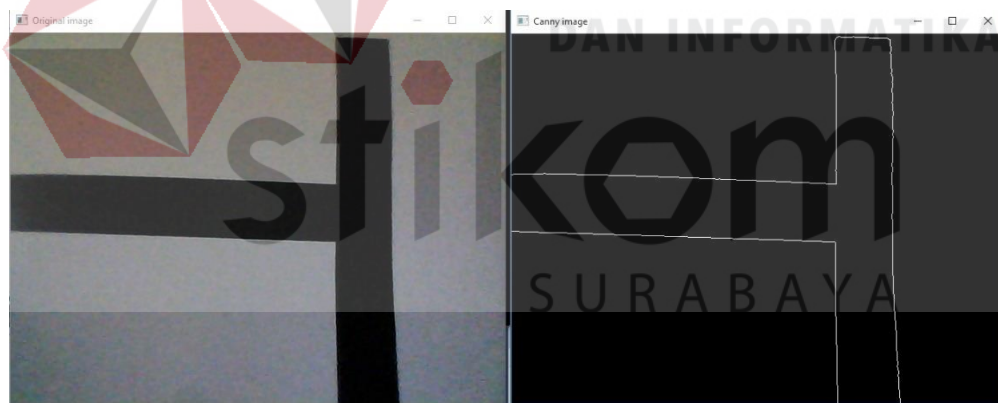 Original image
Canny image
DAN INFORMATIKA
stikom
SURABAYA